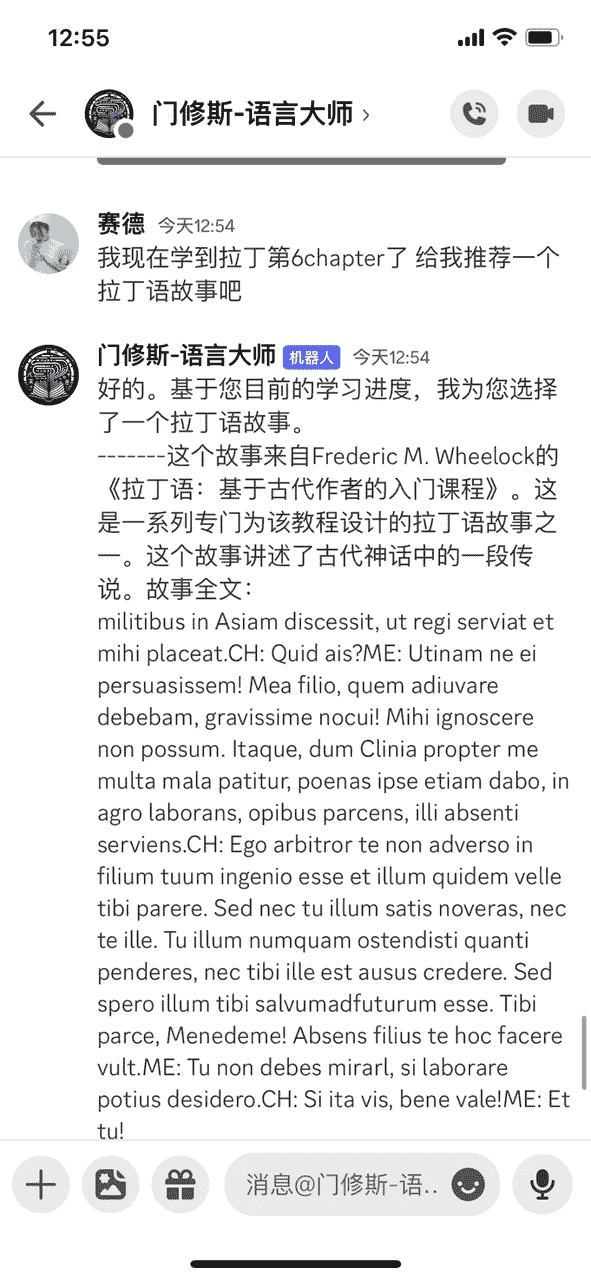 12:55
门修斯-语言大师
赛德 今天12:54
我现在学到拉丁第6chapter了 给我推荐一个
拉丁语故事吧
门修斯-语言大师 机器人 今天12:54
好的。基于您目前的学习进度，我为您选择
了一个拉丁语故事。
-------这个故事来自Frederic M. Wheelock的
《拉丁语：基于古代作者的入门课程》。这
是一系列专门为该教程设计的拉丁语故事之
一。这个故事讲述了古代神话中的一段传
说。故事全文：
militibus in Asiam discessit, ut regi serviat et
mihi placeat.CH: Quid ais?ME: Utinam ne ei
persuasissem! Mea filio, quem adiuvare
debebam, gravissime nocui! Mihi ignoscere
non possum. Itaque, dum Clinia propter me
multa mala patitur, poenas ipse etiam dabo, in
agro laborans, opibus parcens, illi absenti
serviens.CH: Ego arbitror te non adverso in
filium tuum ingenio esse et illum quidem velle
tibi parere. Sed nec tu illum satis noveras, nec
te ille. Tu illum numquam ostendisti quanti
penderes, nec tibi ille est ausus credere. Sed
spero illum tibi salvumadfuturum esse. Tibi
parce, Menedeme! Absens filius te hoc facere
vult.ME: Tu non debes mirarl, si laborare
potius desidero.CH: Si ita vis, bene vale!ME: Et
tu!
消息@门修斯-语..